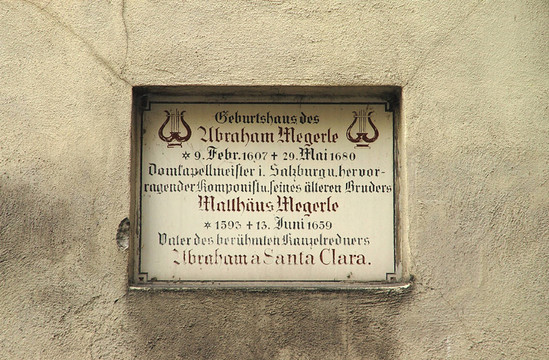 Geburtshaus des
Abraham Megerle
✡ 9. Febr. 1607 ✝ 29. Mai 1680
Domkapellmeister i. Salzburg u. hervor-
ragender Komponist u. seines älteren Bruders
Matthäus Megerle
✡ 1593 ✝ 13. Juni 1659
Vater des berühmten Kanzelredners
Abraham a Santa Clara.